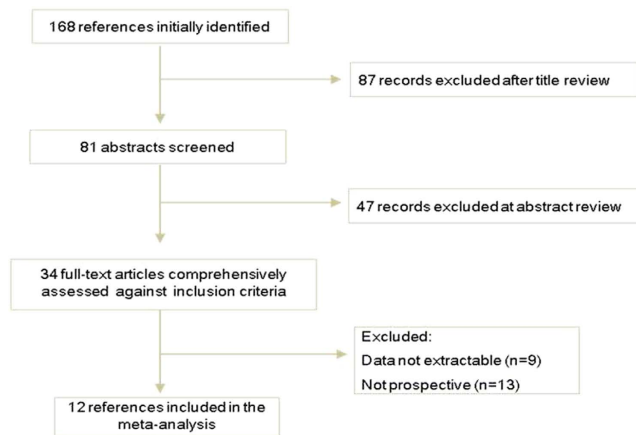 168 references initially identified
87 records excluded after title review
81 abstracts screened
47 records excluded at abstract review
34 full-text articles comprehensively
assessed against inclusion criteria
Excluded:
Data not extractable (n=9)
Not prospective (n=13)
12 references included in the
meta-analysis